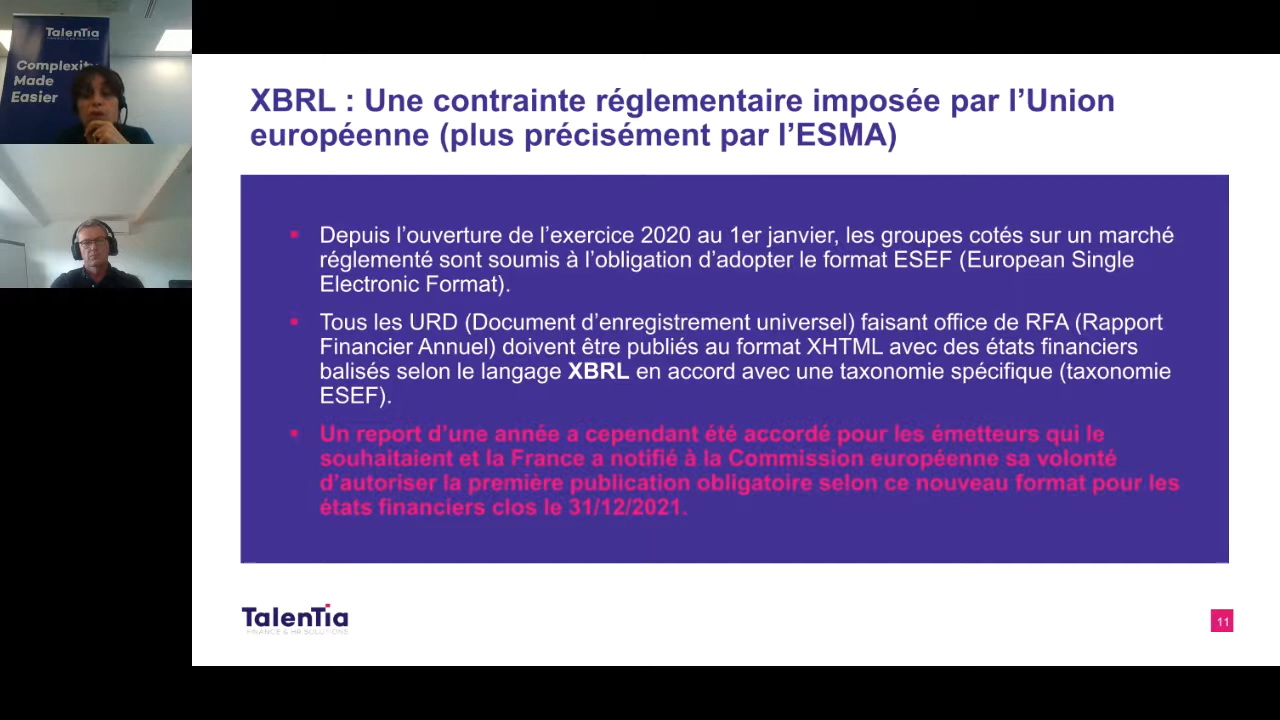 TalenTia
Complexity
Made
Easier
XBRL : Une contrainte réglementaire imposée par l’Union
européenne (plus précisément par l’ESMA)
Depuis l’ouverture de l’exercice 2020 au 1er janvier, les groupes cotés sur un marché
réglementé sont soumis à l’obligation d’adopter le format ESEF (European Single
Electronic Format).
Tous les URD (Document d’enregistrement universel) faisant office de RFA (Rapport
Financier Annuel) doivent être publiés au format XHTML avec des états financiers
balisés selon le langage XBRL en accord avec une taxonomie spécifique (taxonomie
ESEF).
Un report d’une année a cependant été accordé pour les émetteurs qui le
souhaitaient et la France a notifié à la Commission européenne sa volonté
d’autoriser la première publication obligatoire selon ce nouveau format pour les
états financiers clos le 31/12/2021.
TalenTia
FINANCE & HR SOLUTIONS
11